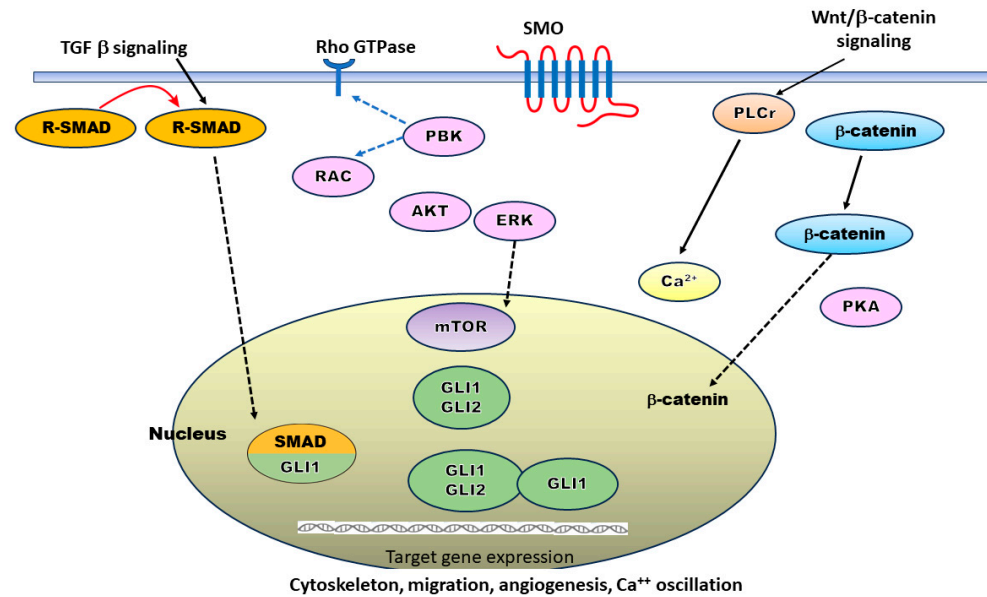 TGF β signaling
Rho GTPase
SMO
Wnt/β-catenin
signaling
R-SMAD
R-SMAD
PBK
PLCr
β-catenin
RAC
AKT
ERK
β-catenin
Ca²⁺
PKA
mTOR
GLI1
GLI2
β-catenin
Nucleus
SMAD
GLI1
GLI1
GLI2
GLI1
Target gene expression
Cytoskeleton, migration, angiogenesis, Ca⁺⁺ oscillation